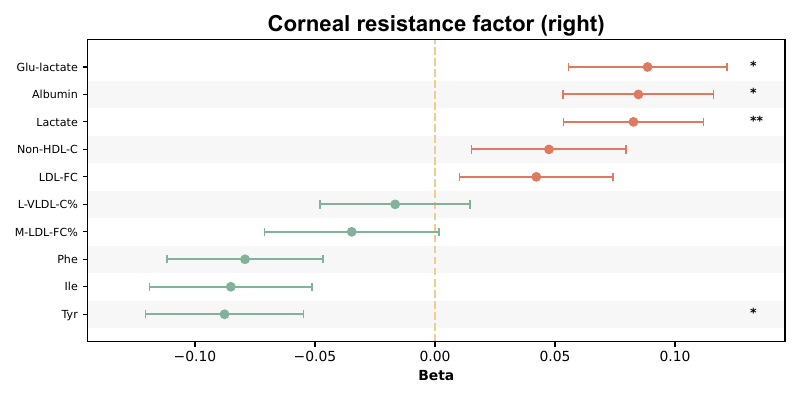 Corneal resistance factor (right)
Glu-lactate *
Albumin *
Lactate **
Non-HDL-C
LDL-FC
L-VLDL-C%
M-LDL-FC%
Phe
Ile
Tyr *
−0.10 −0.05 0.00 0.05 0.10
Beta